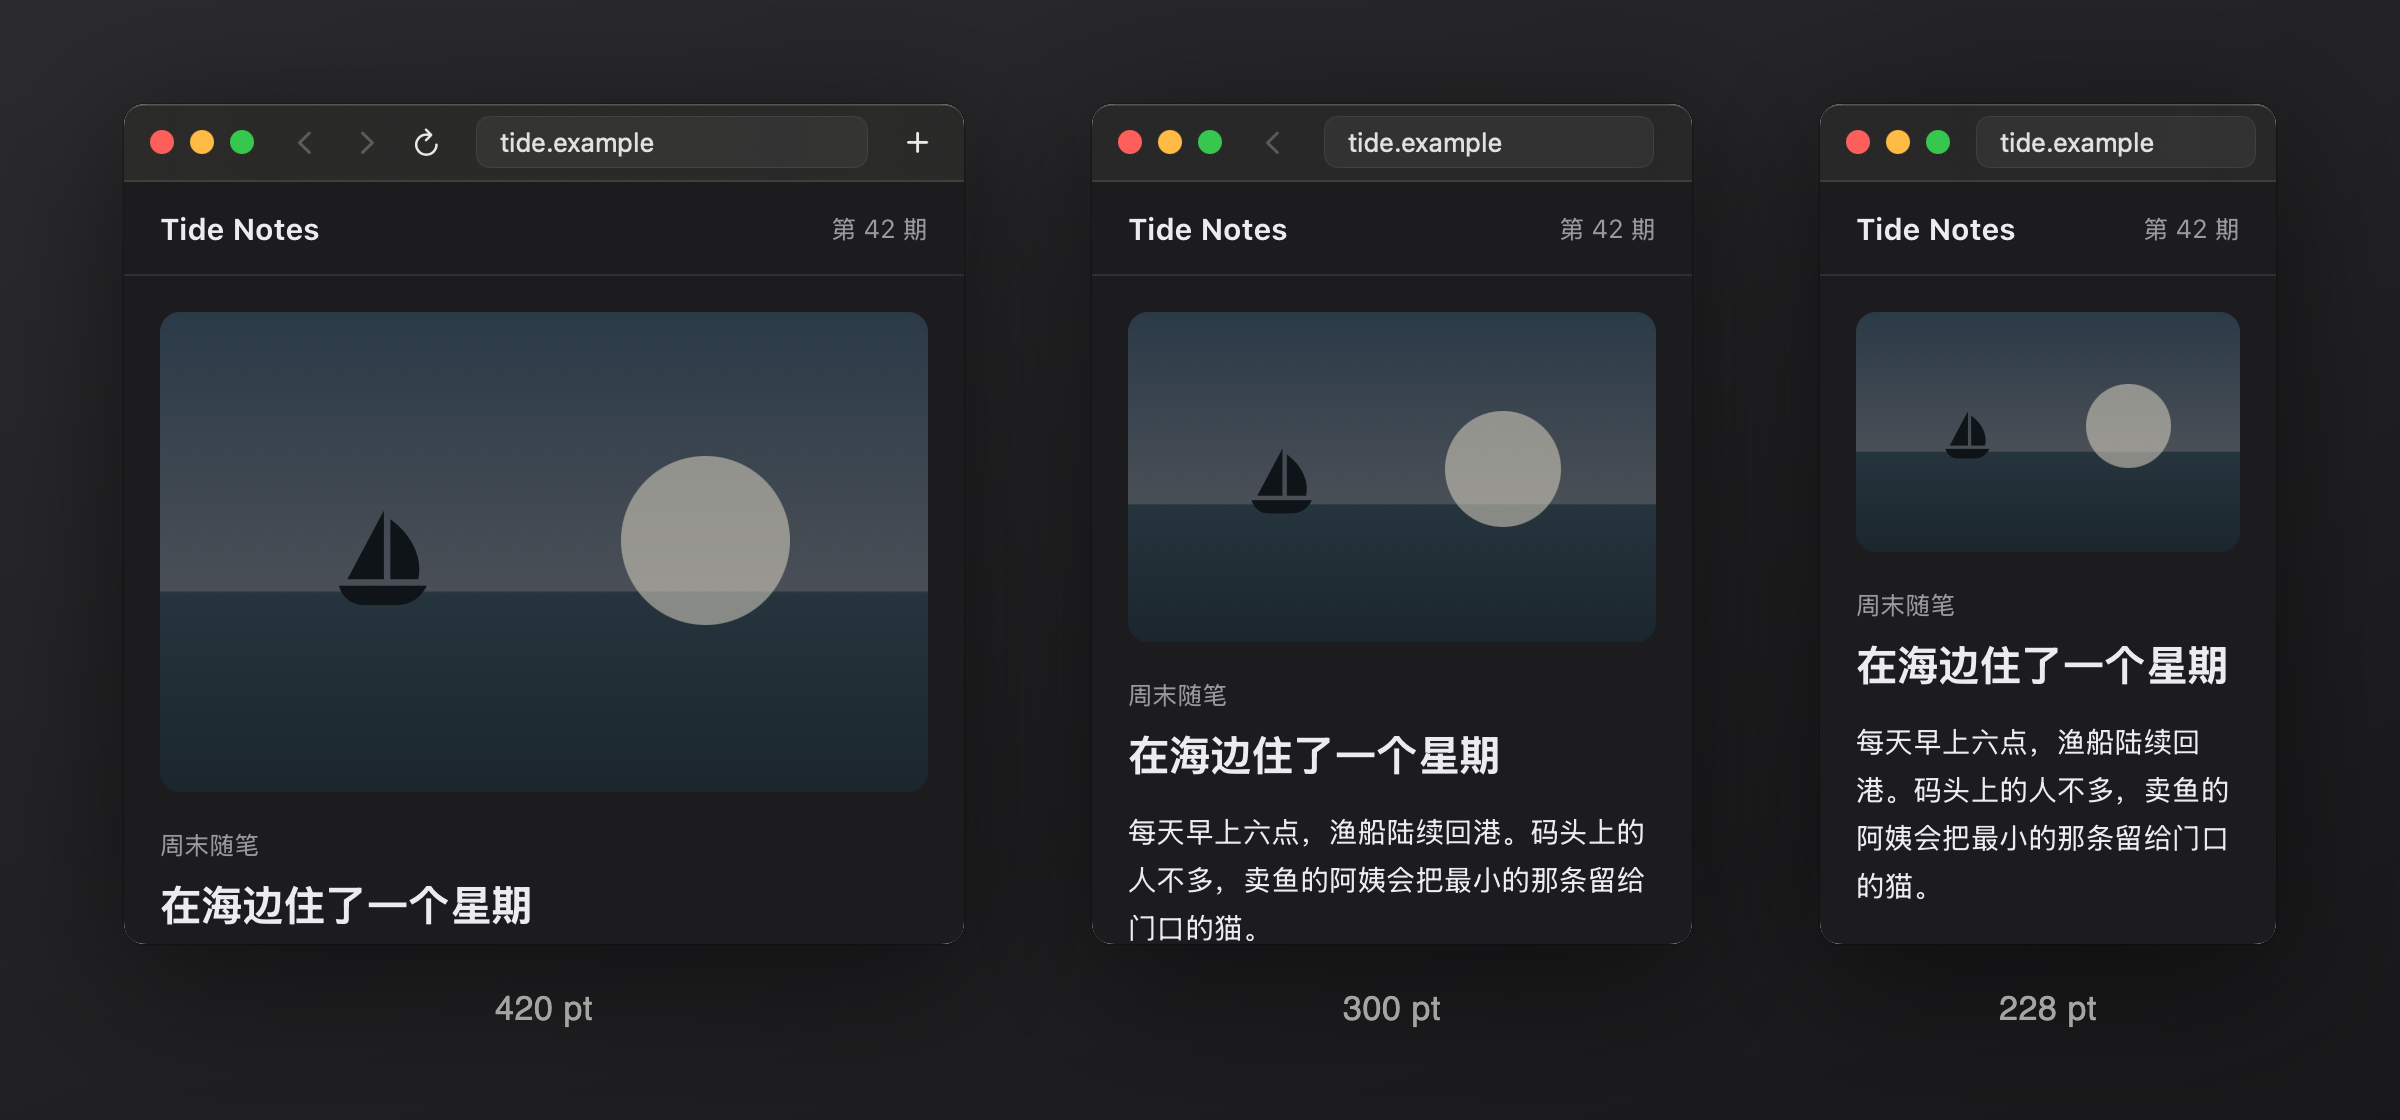 tide.example
Tide Notes
第 42 期
周末随笔
在海边住了一个星期
420 pt
tide.example
Tide Notes
第 42 期
周末随笔
在海边住了一个星期
每天早上六点，渔船陆续回港。码头上的
人不多，卖鱼的阿姨会把最小的那条留给
门口的猫。
300 pt
tide.example
Tide Notes
第 42 期
周末随笔
在海边住了一个星期
每天早上六点，渔船陆续回
港。码头上的人不多，卖鱼的
阿姨会把最小的那条留给门口
的猫。
228 pt